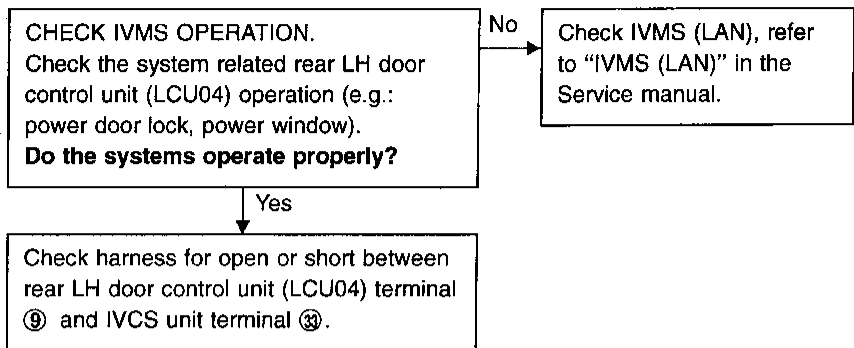 CHECK IVMS OPERATION.
Check the system related rear LH door
control unit (LCU04) operation (e.g.:
power door lock, power window).
Do the systems operate properly?
No
Check IVMS (LAN), refer
to “IVMS (LAN)” in the
Service manual.
Yes
Check harness for open or short between
rear LH door control unit (LCU04) terminal
⑨ and IVCS unit terminal ㉝.